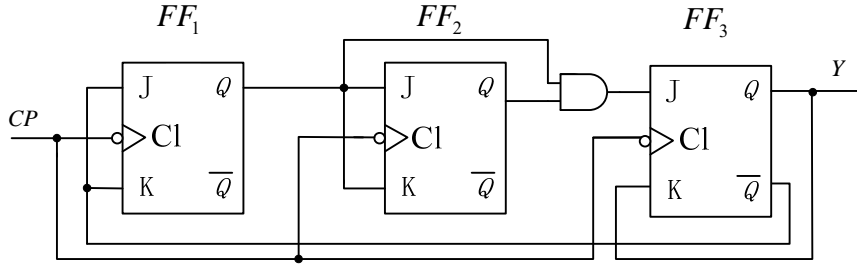 FF₁ FF₂ FF₃
Y
J Q J Q J Q
CP
C1 C1 C1
K Q̅ K Q̅ K Q̅